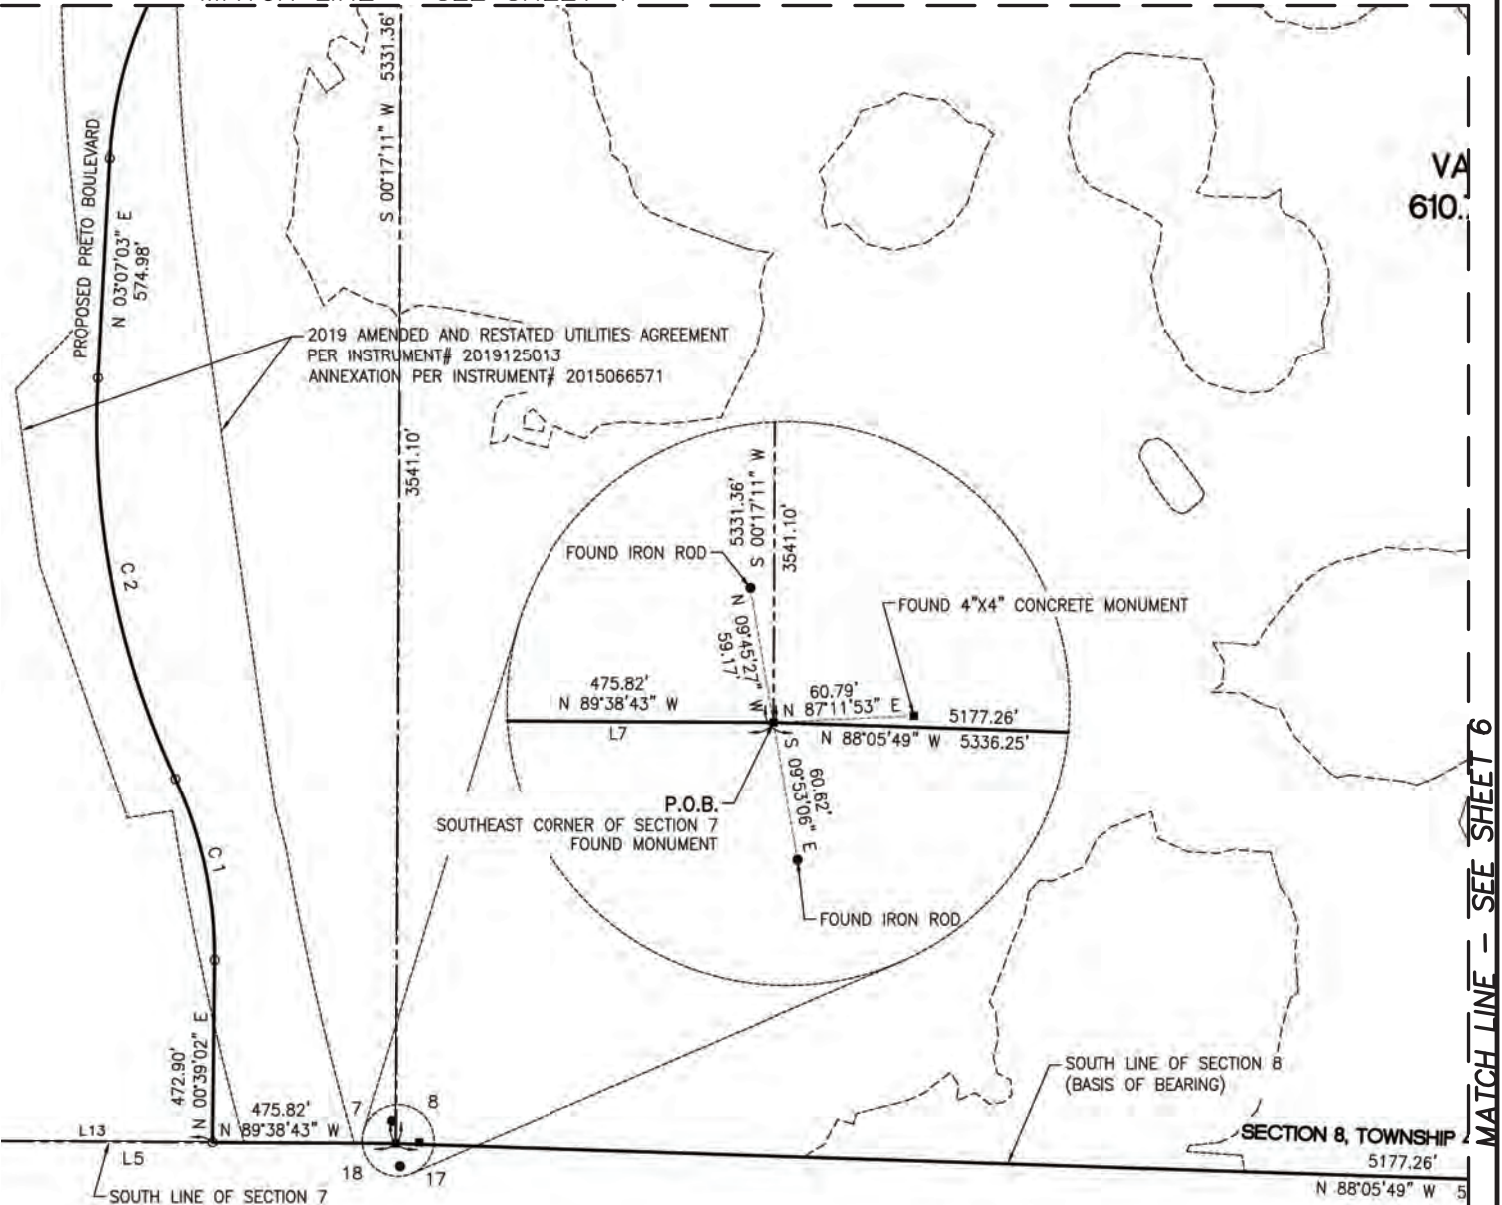 S 00°17'11" W 5331.36'
PROPOSED PRETO BOULEVARD
N 03°07'03" E
574.98'
VA
610.
2019 AMENDED AND RESTATED UTILITIES AGREEMENT
PER INSTRUMENT# 2019125013
ANNEXATION PER INSTRUMENT# 2015066571
3541.10'
5331.36'
S 00°17'11" W
3541.10'
FOUND IRON ROD
FOUND 4"X4" CONCRETE MONUMENT
C 2
N 09°45'27" W
59.17'
475.82'
N 89°38'43" W
L7
60.79'
N 87°11'53" E
5177.26'
N 88°05'49" W 5336.25'
60.62'
S 09°53'06" E
P.O.B.
SOUTHEAST CORNER OF SECTION 7
FOUND MONUMENT
C 1
FOUND IRON ROD
MATCH LINE - SEE SHEET 6
472.90'
N 00°39'02" E
SOUTH LINE OF SECTION 8
(BASIS OF BEARING)
475.82'
N 89°38'43" W
7
8
18
17
L13
L5
SECTION 8, TOWNSHIP
5177.26'
N 88°05'49" W 5
SOUTH LINE OF SECTION 7